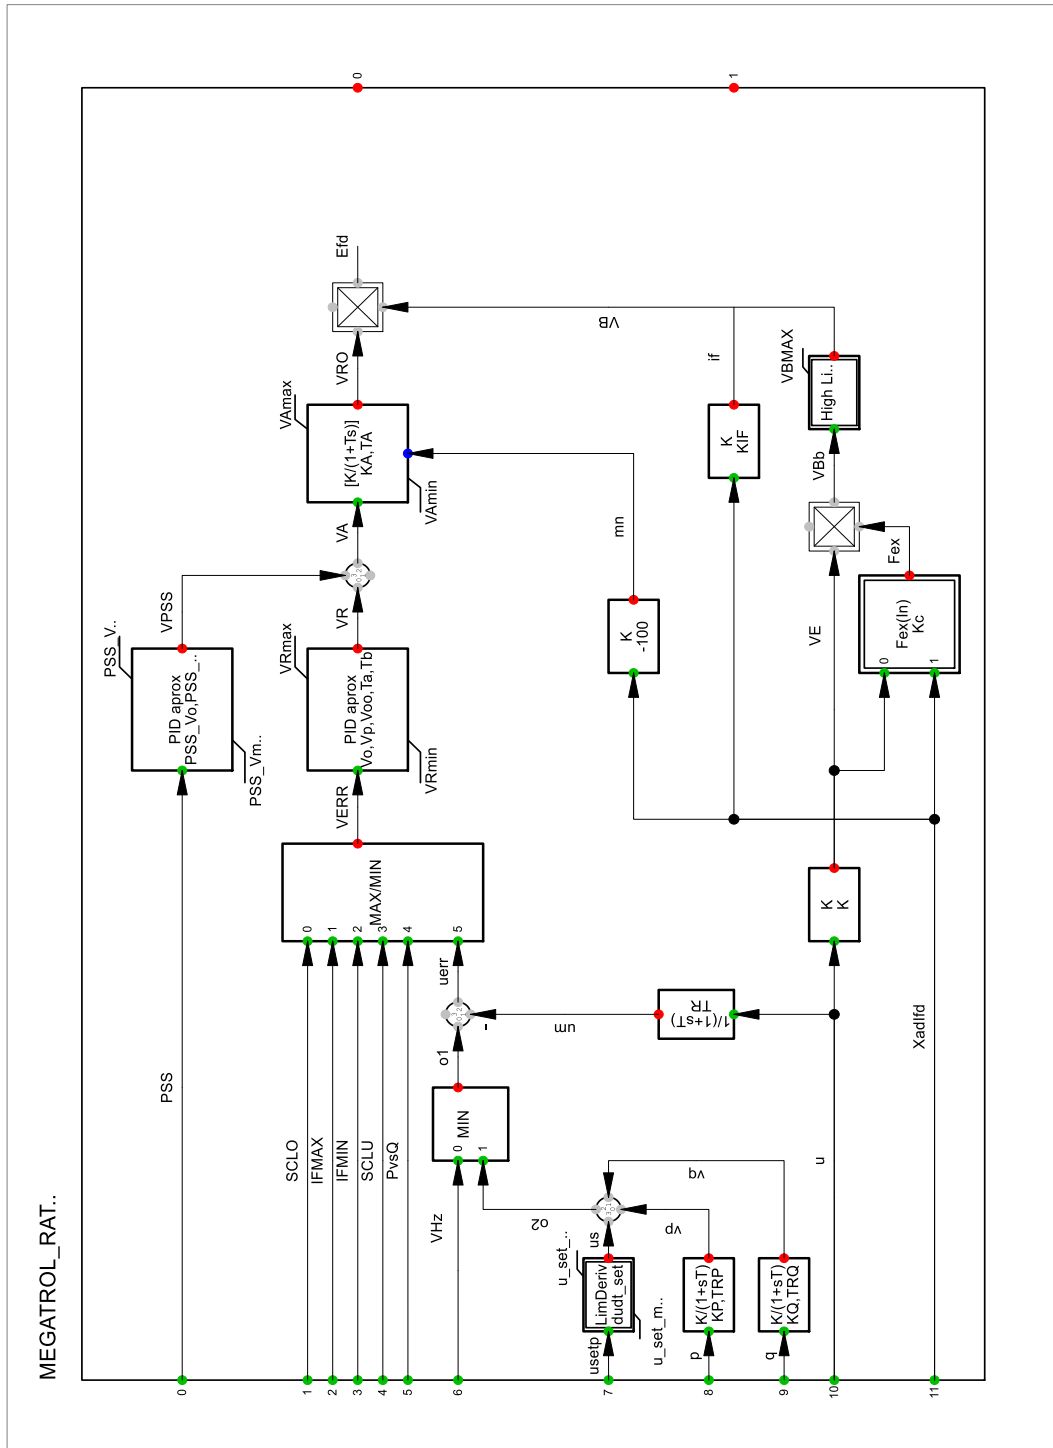 MEGATROL_RAT..
0
1
Efd
VRO
VAmax
[K/(1+Ts)]
KA,TA
VAmin
VA
VB
if
VBMAX
High Li..
VBb
K
KIF
mn
Fex
VPSS
PSS_V..
PID aprox
PSS_Vo,PSS_..
PSS_Vm..
VR
VRmax
PID aprox
Vo,Vp,Voo,Ta,Tb
VRmin
K
-100
VE
Fex(In)
Kc
0
1
VERR
MAX/MIN
0
1
2
3
4
5
K
K
uerr
-
um
1/(1+sT)
TR
o1
MIN
0
1
PSS
SCLO
IFMAX
IFMIN
SCLU
PvsQ
VHz
o2
us
vp
vq
u
Xadlfd
u_set_..
LimDeriv
dudt_set
u_set_m..
K/(1+sT)
KP,TRP
K/(1+sT)
KQ,TRQ
usetp
p
q
0
1
2
3
4
5
6
7
8
9
10
11